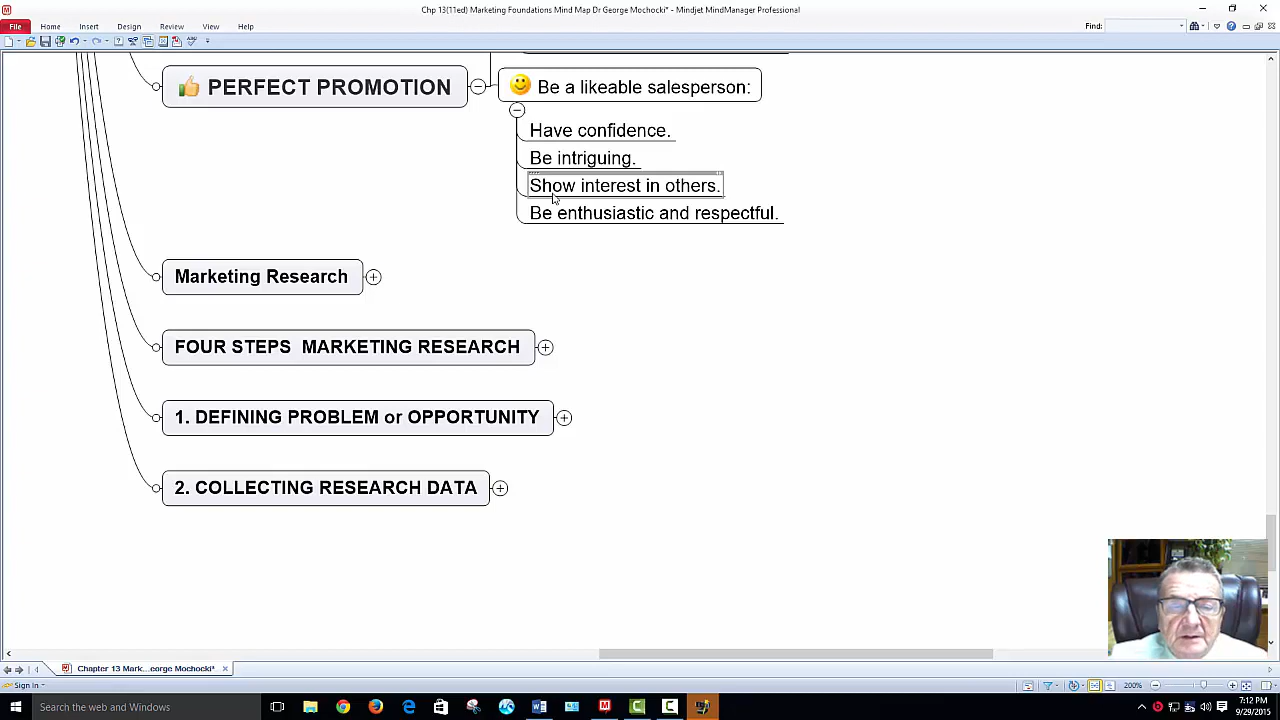 Chp 13(11ed) Marketing Foundations Mind Map Dr George Mochocki* - Mindjet MindManager Professional
File Home Insert Design Review View Help Find:
PERFECT PROMOTION
Be a likeable salesperson:
Have confidence.
Be intriguing.
Show interest in others.
Be enthusiastic and respectful.
Marketing Research
FOUR STEPS MARKETING RESEARCH
1. DEFINING PROBLEM or OPPORTUNITY
2. COLLECTING RESEARCH DATA
Chapter 13 Mark...eorge Mochocki*
Sign In
200%
Search the web and Windows
7:12 PM
9/29/2015